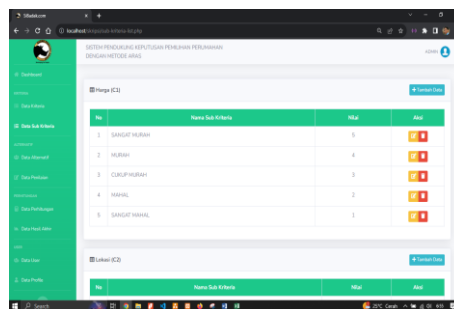 SIBakti.com
localhost
SISTEM PENDUKUNG KEPUTUSAN PEMILIHAN PERUMAHAN
DENGAN METODE ARAS
ADMIN
Dashboard
Data Kriteria
Data Sub Kriteria
Data Alternatif
Data Penilaian
Data Perhitungan
Data Hasil Akhir
Data User
Data Profile
Harga (C1)
+ Tambah Data
No Nama Sub Kriteria Nilai Aksi
1 SANGAT MURAH 5
2 MURAH 4
3 CUKUP MURAH 3
4 MAHAL 2
5 SANGAT MAHAL 1
Lokasi (C2)
+ Tambah Data
No Nama Sub Kriteria Nilai Aksi
Search
25°C Cerah